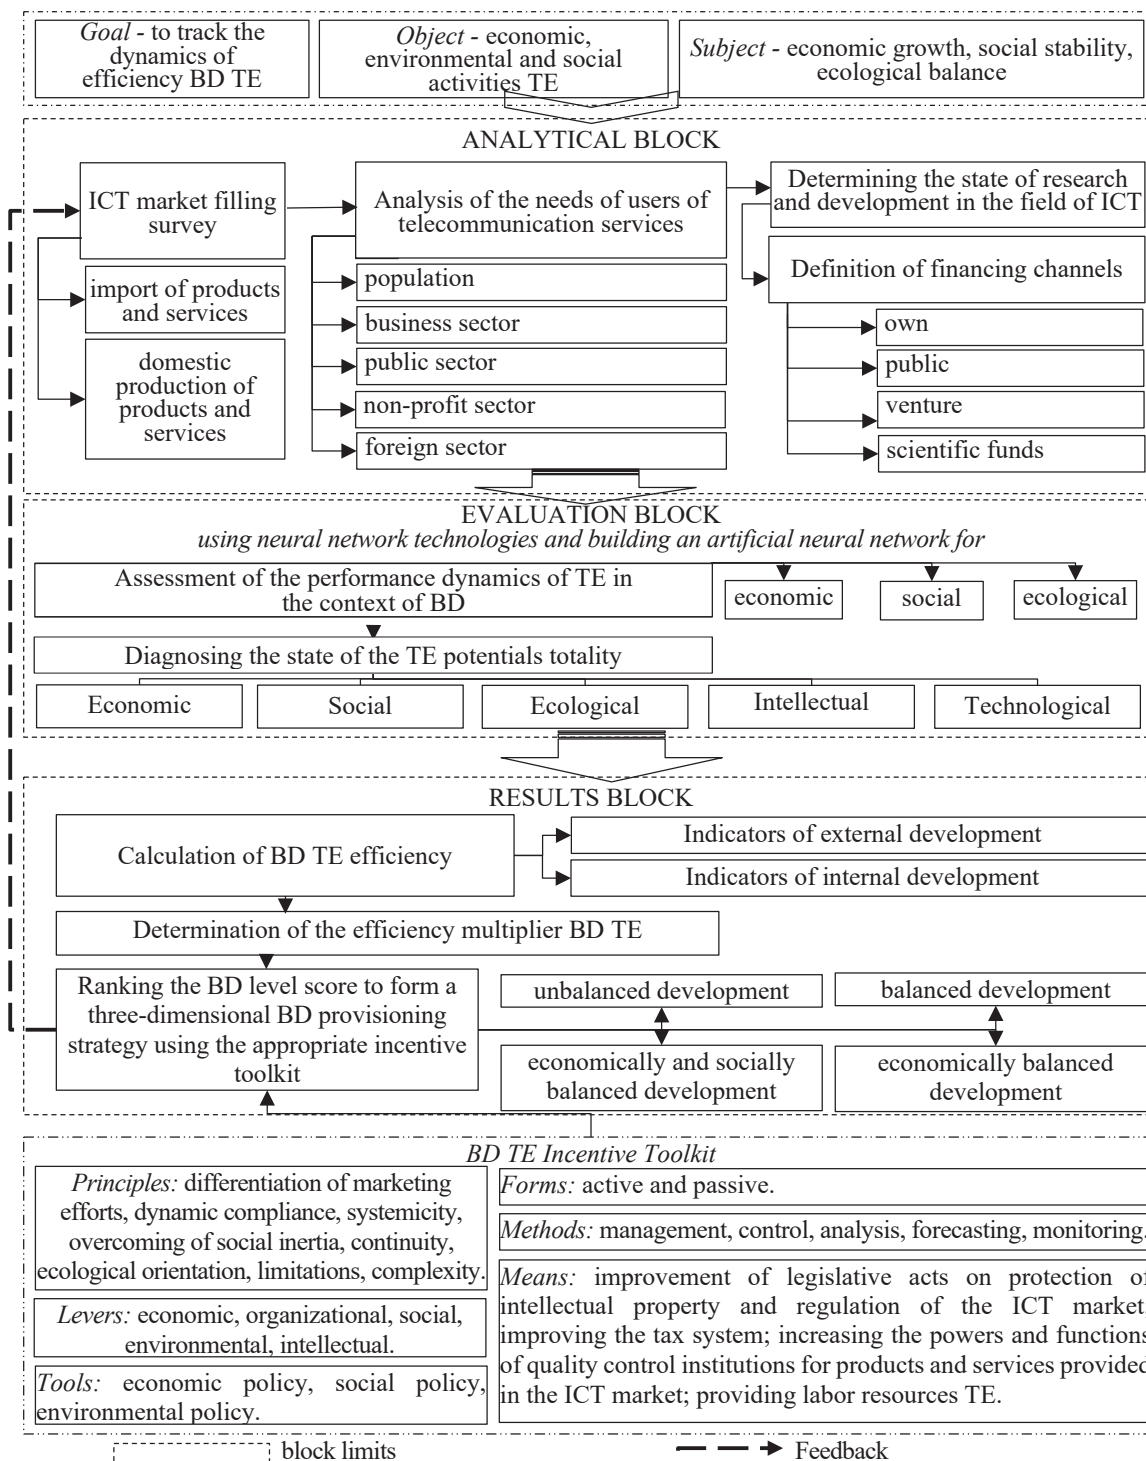 Goal - to track the
dynamics of
efficiency BD TE
Object - economic,
environmental and social
activities TE
Subject - economic growth, social stability,
ecological balance
ANALYTICAL BLOCK
ICT market filling
survey
import of products
and services
domestic
production of
products and
services
Analysis of the needs of users of
telecommunication services
population
business sector
public sector
non-profit sector
foreign sector
Determining the state of research
and development in the field of ICT
Definition of financing channels
own
public
venture
scientific funds
EVALUATION BLOCK
using neural network technologies and building an artificial neural network for
Assessment of the performance dynamics of TE in
the context of BD
economic
social
ecological
Diagnosing the state of the TE potentials totality
Economic
Social
Ecological
Intellectual
Technological
RESULTS BLOCK
Calculation of BD TE efficiency
Indicators of external development
Indicators of internal development
Determination of the efficiency multiplier BD TE
Ranking the BD level score to form a
three-dimensional BD provisioning
strategy using the appropriate incentive
toolkit
unbalanced development
balanced development
economically and socially
balanced development
economically balanced
development
BD TE Incentive Toolkit
Principles: differentiation of marketing
efforts, dynamic compliance, systemicity,
overcoming of social inertia, continuity,
ecological orientation, limitations, complexity.
Levers: economic, organizational, social,
environmental, intellectual.
Tools: economic policy, social policy,
environmental policy.
Forms: active and passive.
Methods: management, control, analysis, forecasting, monitoring.
Means: improvement of legislative acts on protection of
intellectual property and regulation of the ICT market,
improving the tax system; increasing the powers and functions
of quality control institutions for products and services provided
in the ICT market; providing labor resources TE.
block limits
Feedback